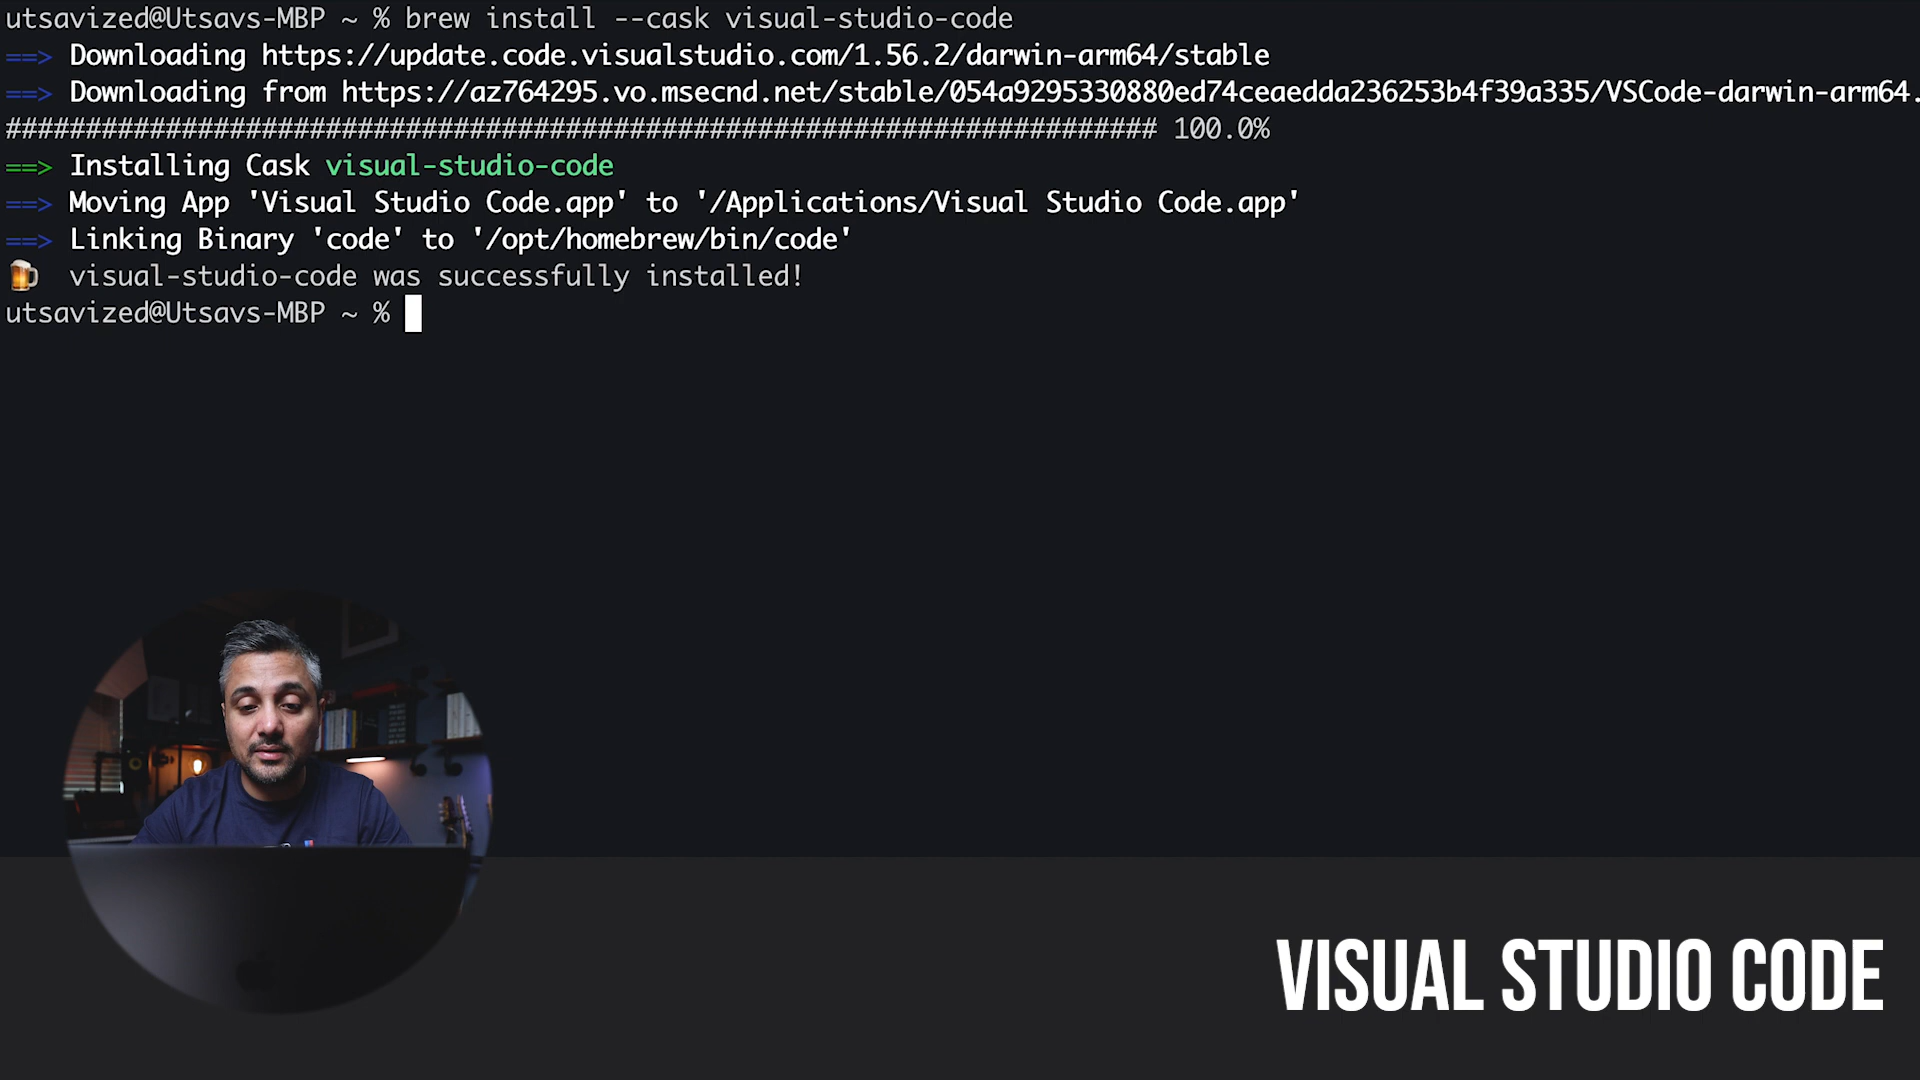 utsavized@Utsavs-MBP ~ % brew install --cask visual-studio-code
==> Downloading https://update.code.visualstudio.com/1.56.2/darwin-arm64/stable
==> Downloading from https://az764295.vo.msecnd.net/stable/054a9295330880ed74ceaedda236253b4f39a335/VSCode-darwin-arm64.
######################################################################## 100.0%
==> Installing Cask visual-studio-code
==> Moving App 'Visual Studio Code.app' to '/Applications/Visual Studio Code.app'
==> Linking Binary 'code' to '/opt/homebrew/bin/code'
🍺  visual-studio-code was successfully installed!
utsavized@Utsavs-MBP ~ %
VISUAL STUDIO CODE